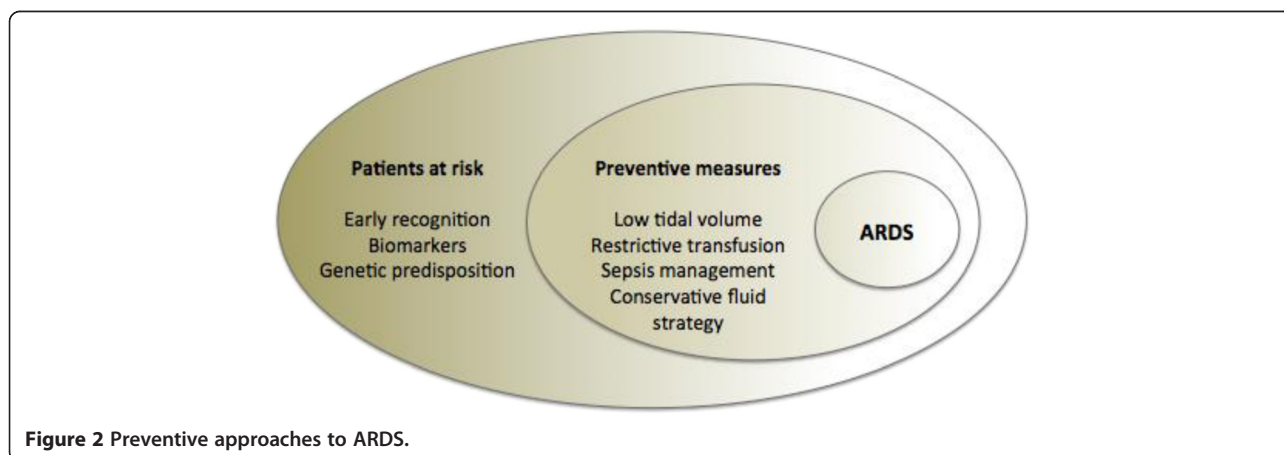 Patients at risk
Early recognition
Biomarkers
Genetic predisposition
Preventive measures
Low tidal volume
Restrictive transfusion
Sepsis management
Conservative fluid
strategy
ARDS
Figure 2 Preventive approaches to ARDS.